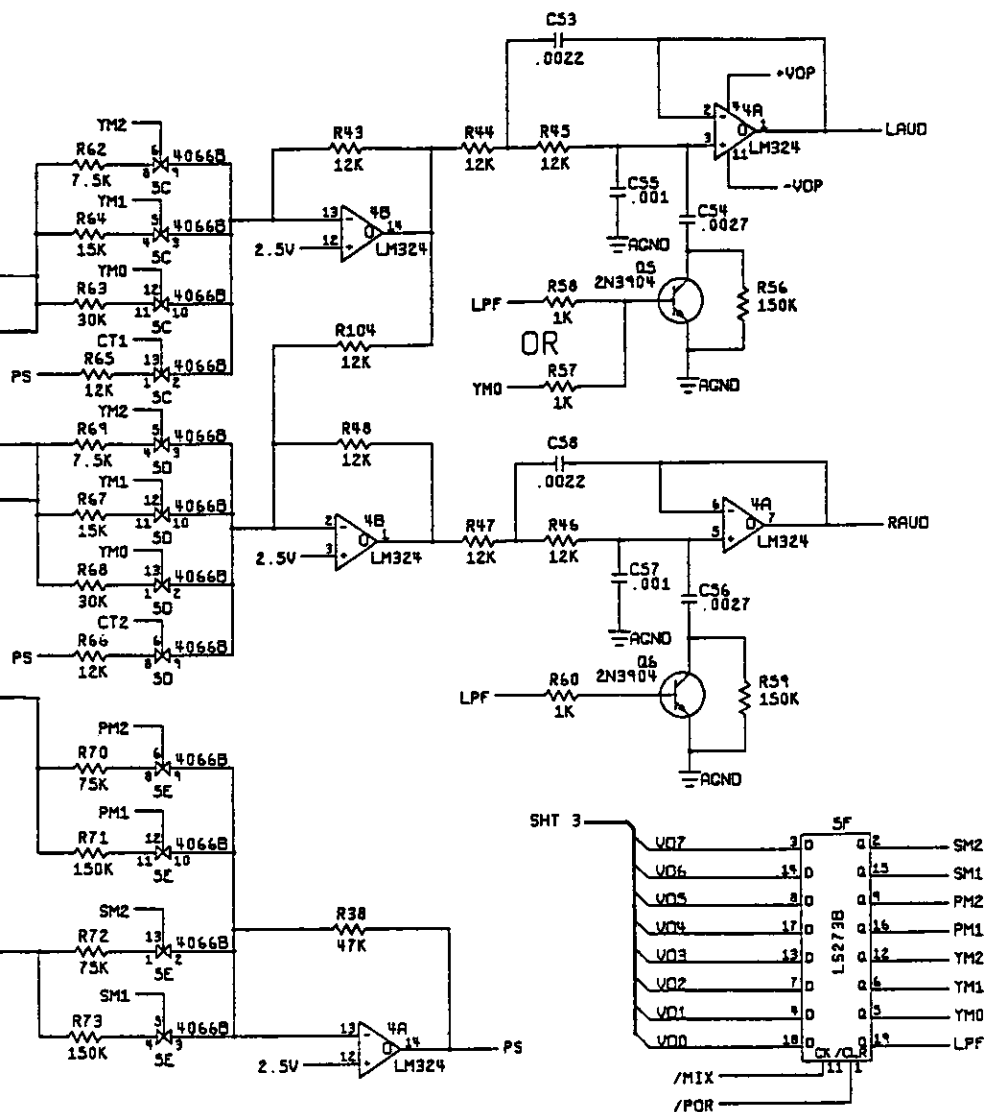 C53
.0022
+VOP
4 4A
2
1
3
LM324
11
LAUD
-VOP
YM2
R62
7.5K
6
4066B
8 9
5C
R43
12K
R44
12K
R45
12K
C55
.001
C54
.0027
AGND
YM1
R64
15K
5
4066B
4 3
5C
13
4B
14
2.5V
12
LM324
YM0
R63
30K
12
4066B
11 10
5C
Q5
2N3904
LPF
R58
1K
R56
150K
OR
YM0
R57
1K
AGND
R104
12K
CT1
PS
R65
12K
13
4066B
1 2
5C
YM2
R69
7.5K
5
4066B
4 3
5D
R48
12K
C58
.0022
YM1
R67
15K
12
4066B
11 10
5D
2
4B
1
2.5V
3
LM324
R47
12K
R46
12K
6
4A
7
5
LM324
RAUD
YM0
R68
30K
13
4066B
1 2
5D
C57
.001
C56
.0027
AGND
CT2
PS
R66
12K
6
4066B
8 9
5D
Q6
2N3904
LPF
R60
1K
R59
150K
AGND
PM2
R70
75K
6
4066B
8 9
5E
PM1
R71
150K
12
4066B
11 10
5E
SM2
R72
75K
13
4066B
1 2
5E
R38
47K
SM1
R73
150K
5
4066B
4 3
5E
13
4A
14
2.5V
12
LM324
PS
SHT 3
5F
VD7 3 D Q 2 SM2
VD6 14 D Q 15 SM1
VD5 8 D Q 9 PM2
VD4 17 D Q 16 PM1
VD3 13 D Q 12 YM2
VD2 7 D Q 6 YM1
VD1 4 D Q 5 YM0
VD0 18 D Q 19 LPF
LS273B
CK /CLR
11 1
/MIX
/POR